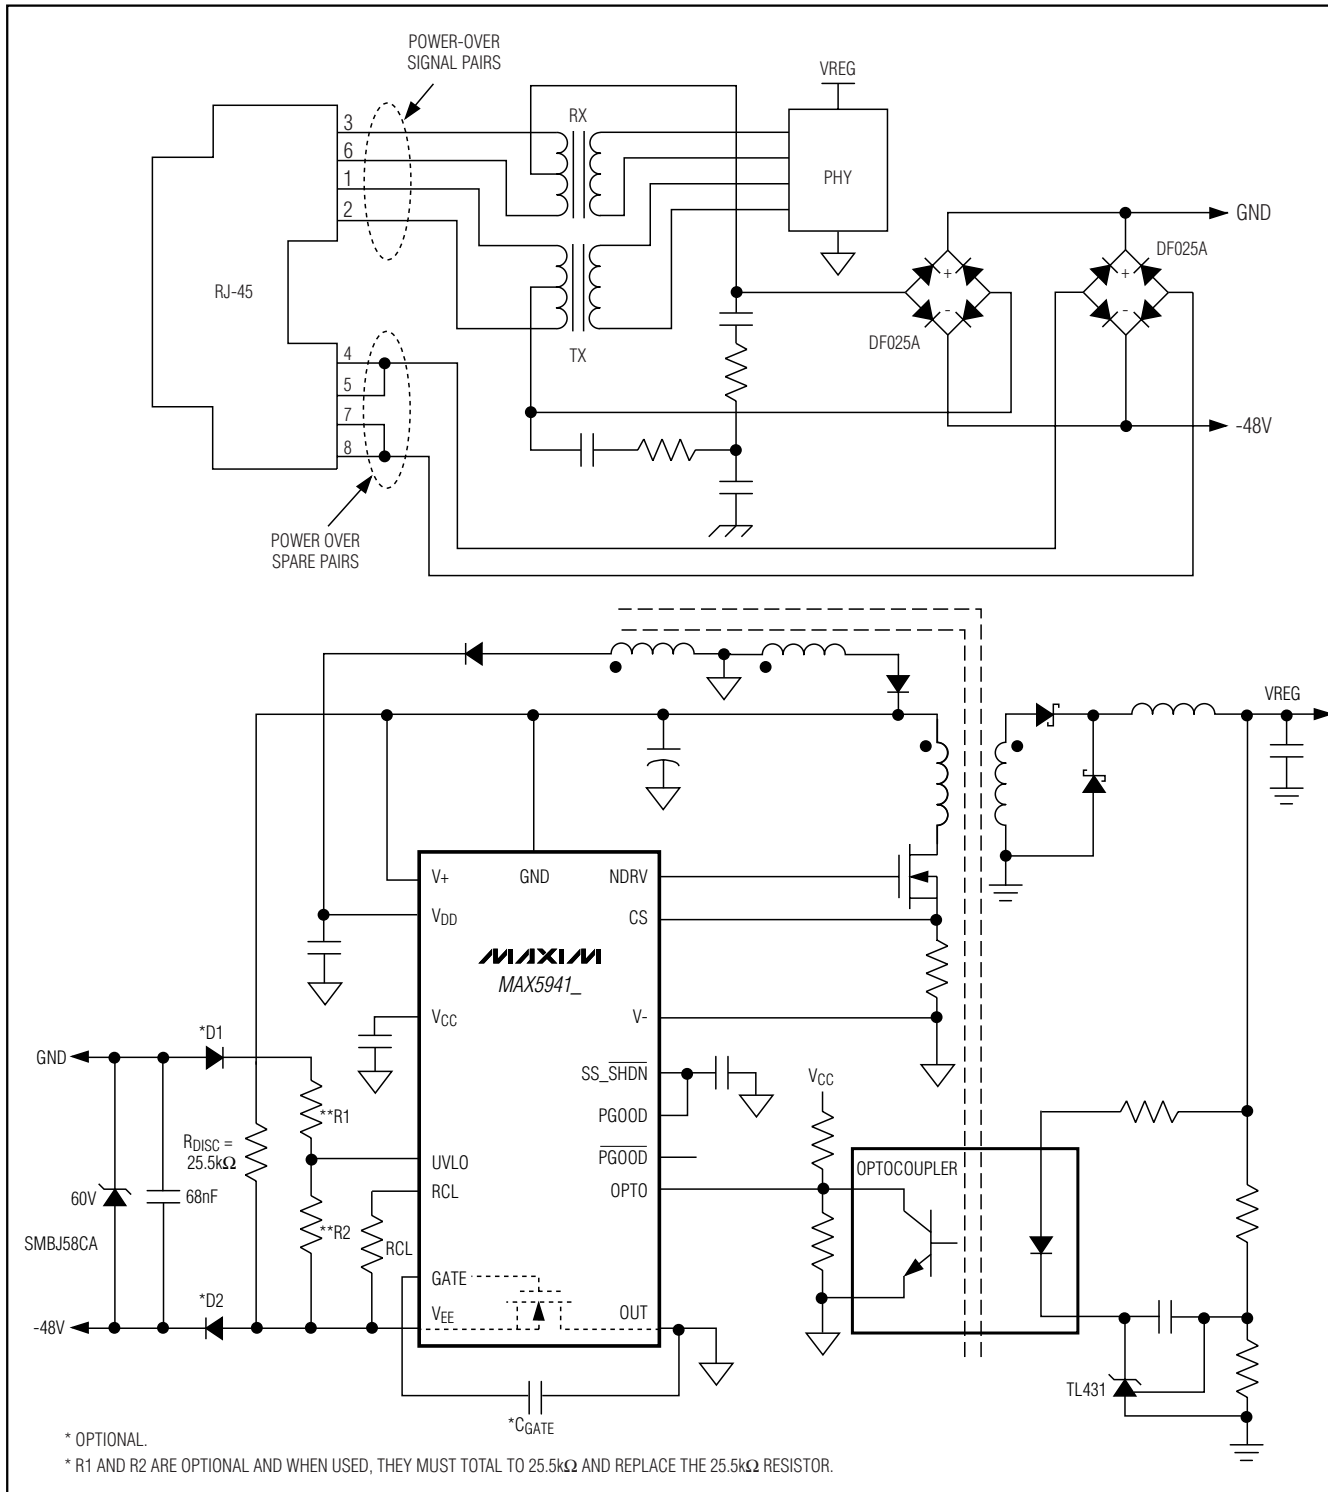 POWER-OVER
SIGNAL PAIRS
VREG
3
RX
6
1
PHY
2
GND
DF025A
+
+
RJ-45
-
-
DF025A
TX
4
5
7
-48V
8
POWER OVER
SPARE PAIRS
VREG
V+
GND
NDRV
VDD
CS
MAXIM
MAX5941_
VCC
V-
*D1
GND
SS_SHDN
VCC
**R1
PGOOD
RDISC =
25.5kΩ
UVLO
PGOOD
OPTOCOUPLER
60V
68nF
RCL
OPTO
**R2
SMBJ58CA
RCL
GATE
*D2
VEE
OUT
-48V
TL431
*CGATE
* OPTIONAL.
* R1 AND R2 ARE OPTIONAL AND WHEN USED, THEY MUST TOTAL TO 25.5kΩ AND REPLACE THE 25.5kΩ RESISTOR.